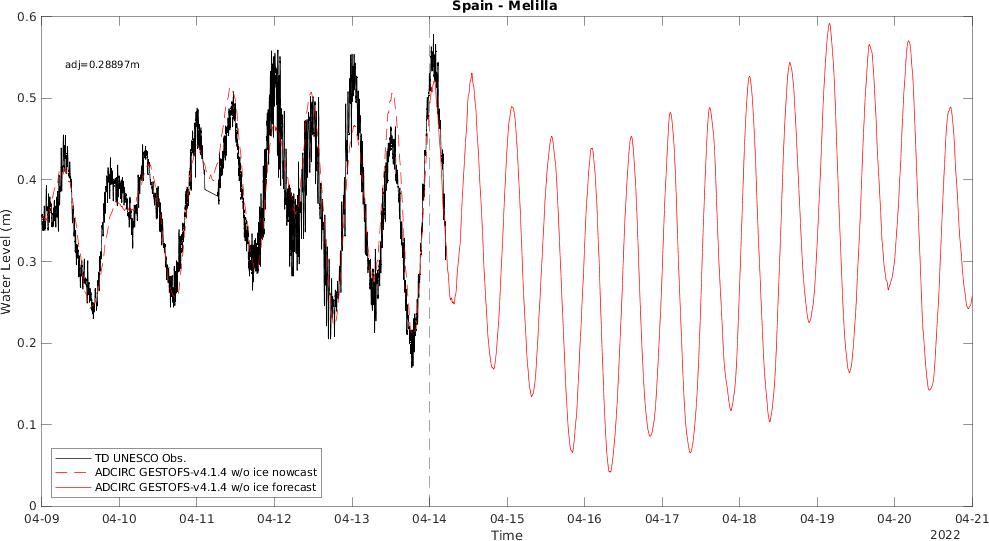 Spain - Melilla
0.6
adj=0.28897m
0.5
0.4
0.3
0.2
0.1
0
Water Level (m)
TD UNESCO Obs.
ADCIRC GESTOFS-v4.1.4 w/o ice nowcast
ADCIRC GESTOFS-v4.1.4 w/o ice forecast
04-09 04-10 04-11 04-12 04-13 04-14 04-15 04-16 04-17 04-18 04-19 04-20 04-21
Time
2022